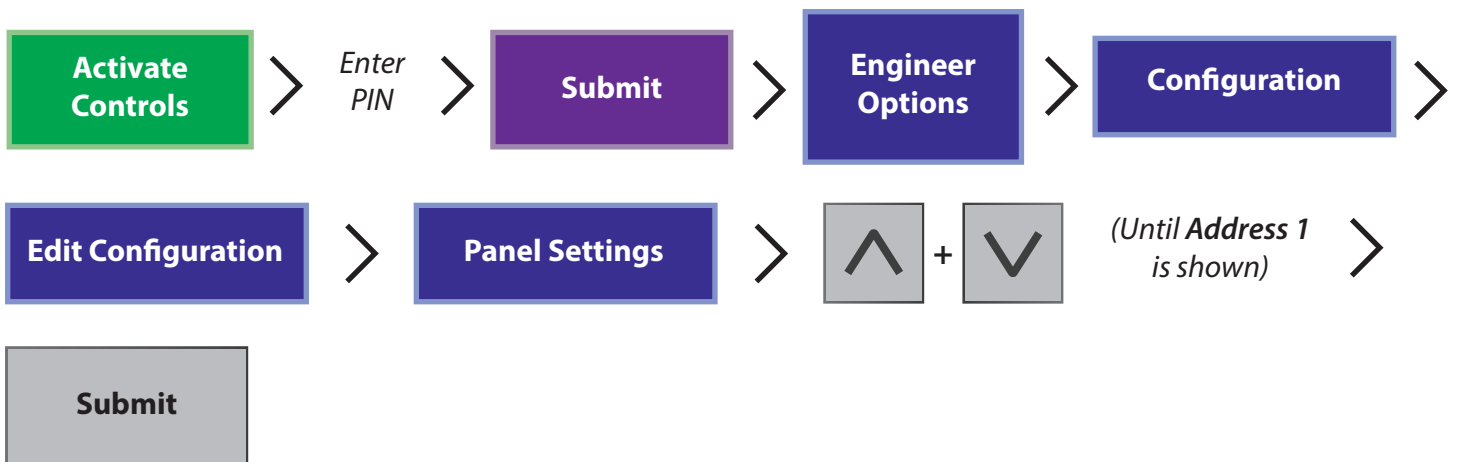 Activate
Controls
Enter
PIN
Submit
Engineer
Options
Configuration
Edit Configuration
Panel Settings
+
(Until Address 1
is shown)
Submit